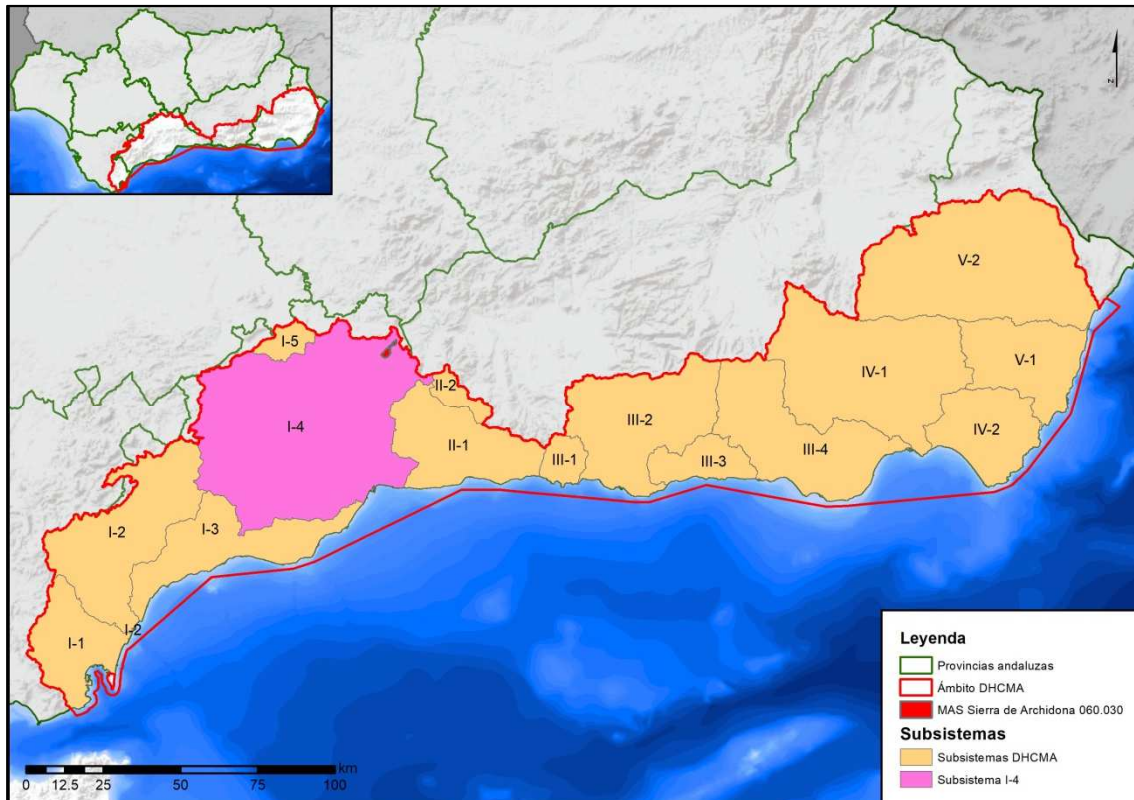 N
V-2
I-5
II-2
IV-1
V-1
I-4
III-2
II-1
IV-2
III-1
III-3
III-4
I-2
I-3
I-2
I-1
km
0 12.5 25 50 75 100
Leyenda
Provincias andaluzas
Ámbito DHCMA
MAS Sierra de Archidona 060.030
Subsistemas
Subsistemas DHCMA
Subsistema I-4